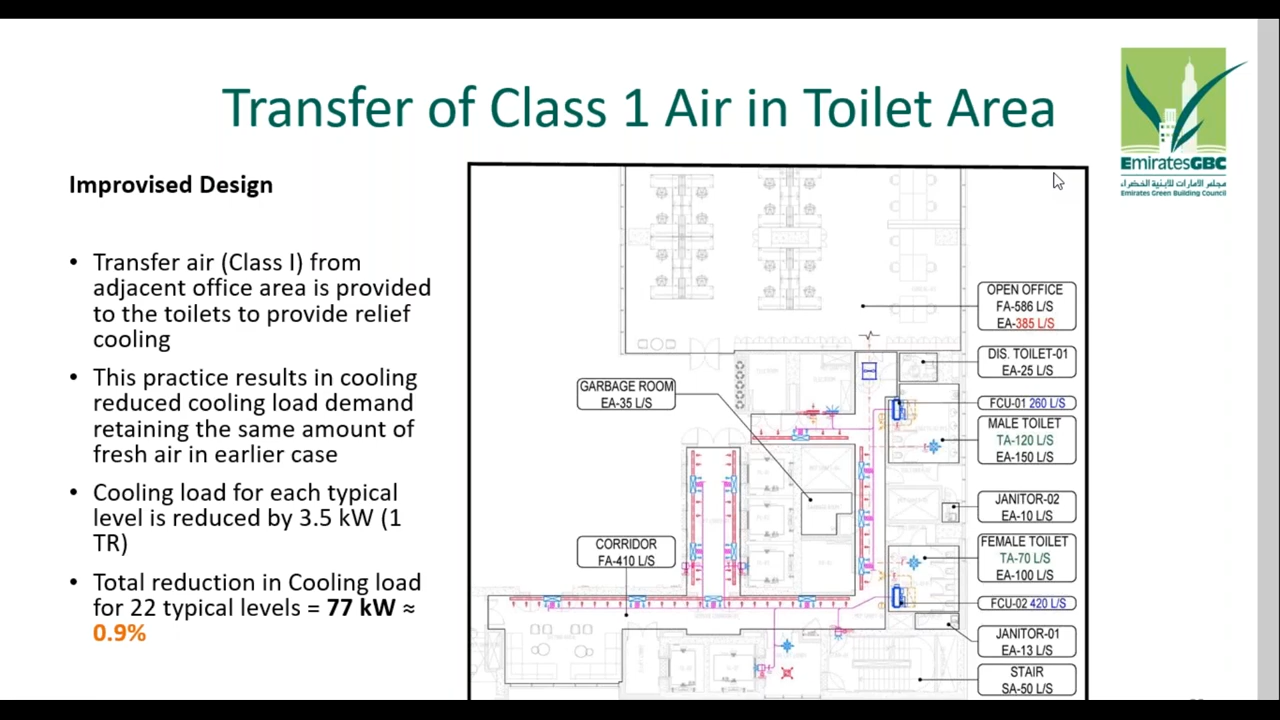 Transfer of Class 1 Air in Toilet Area
EmiratesGBC
مجلس الامارات للأبنية الخضراء
Emirates Green Building Council
Improvised Design
• Transfer air (Class I) from
adjacent office area is provided
to the toilets to provide relief
cooling
• This practice results in cooling
reduced cooling load demand
retaining the same amount of
fresh air in earlier case
• Cooling load for each typical
level is reduced by 3.5 kW (1
TR)
• Total reduction in Cooling load
for 22 typical levels = 77 kW ≈
0.9%
OPEN OFFICE
FA-586 L/S
EA-385 L/S
DIS. TOILET-01
EA-25 L/S
GARBAGE ROOM
EA-35 L/S
FCU-01 260 L/S
MALE TOILET
TA-120 L/S
EA-150 L/S
JANITOR-02
EA-10 L/S
CORRIDOR
FA-410 L/S
FEMALE TOILET
TA-70 L/S
EA-100 L/S
FCU-02 420 L/S
JANITOR-01
EA-13 L/S
STAIR
SA-50 L/S